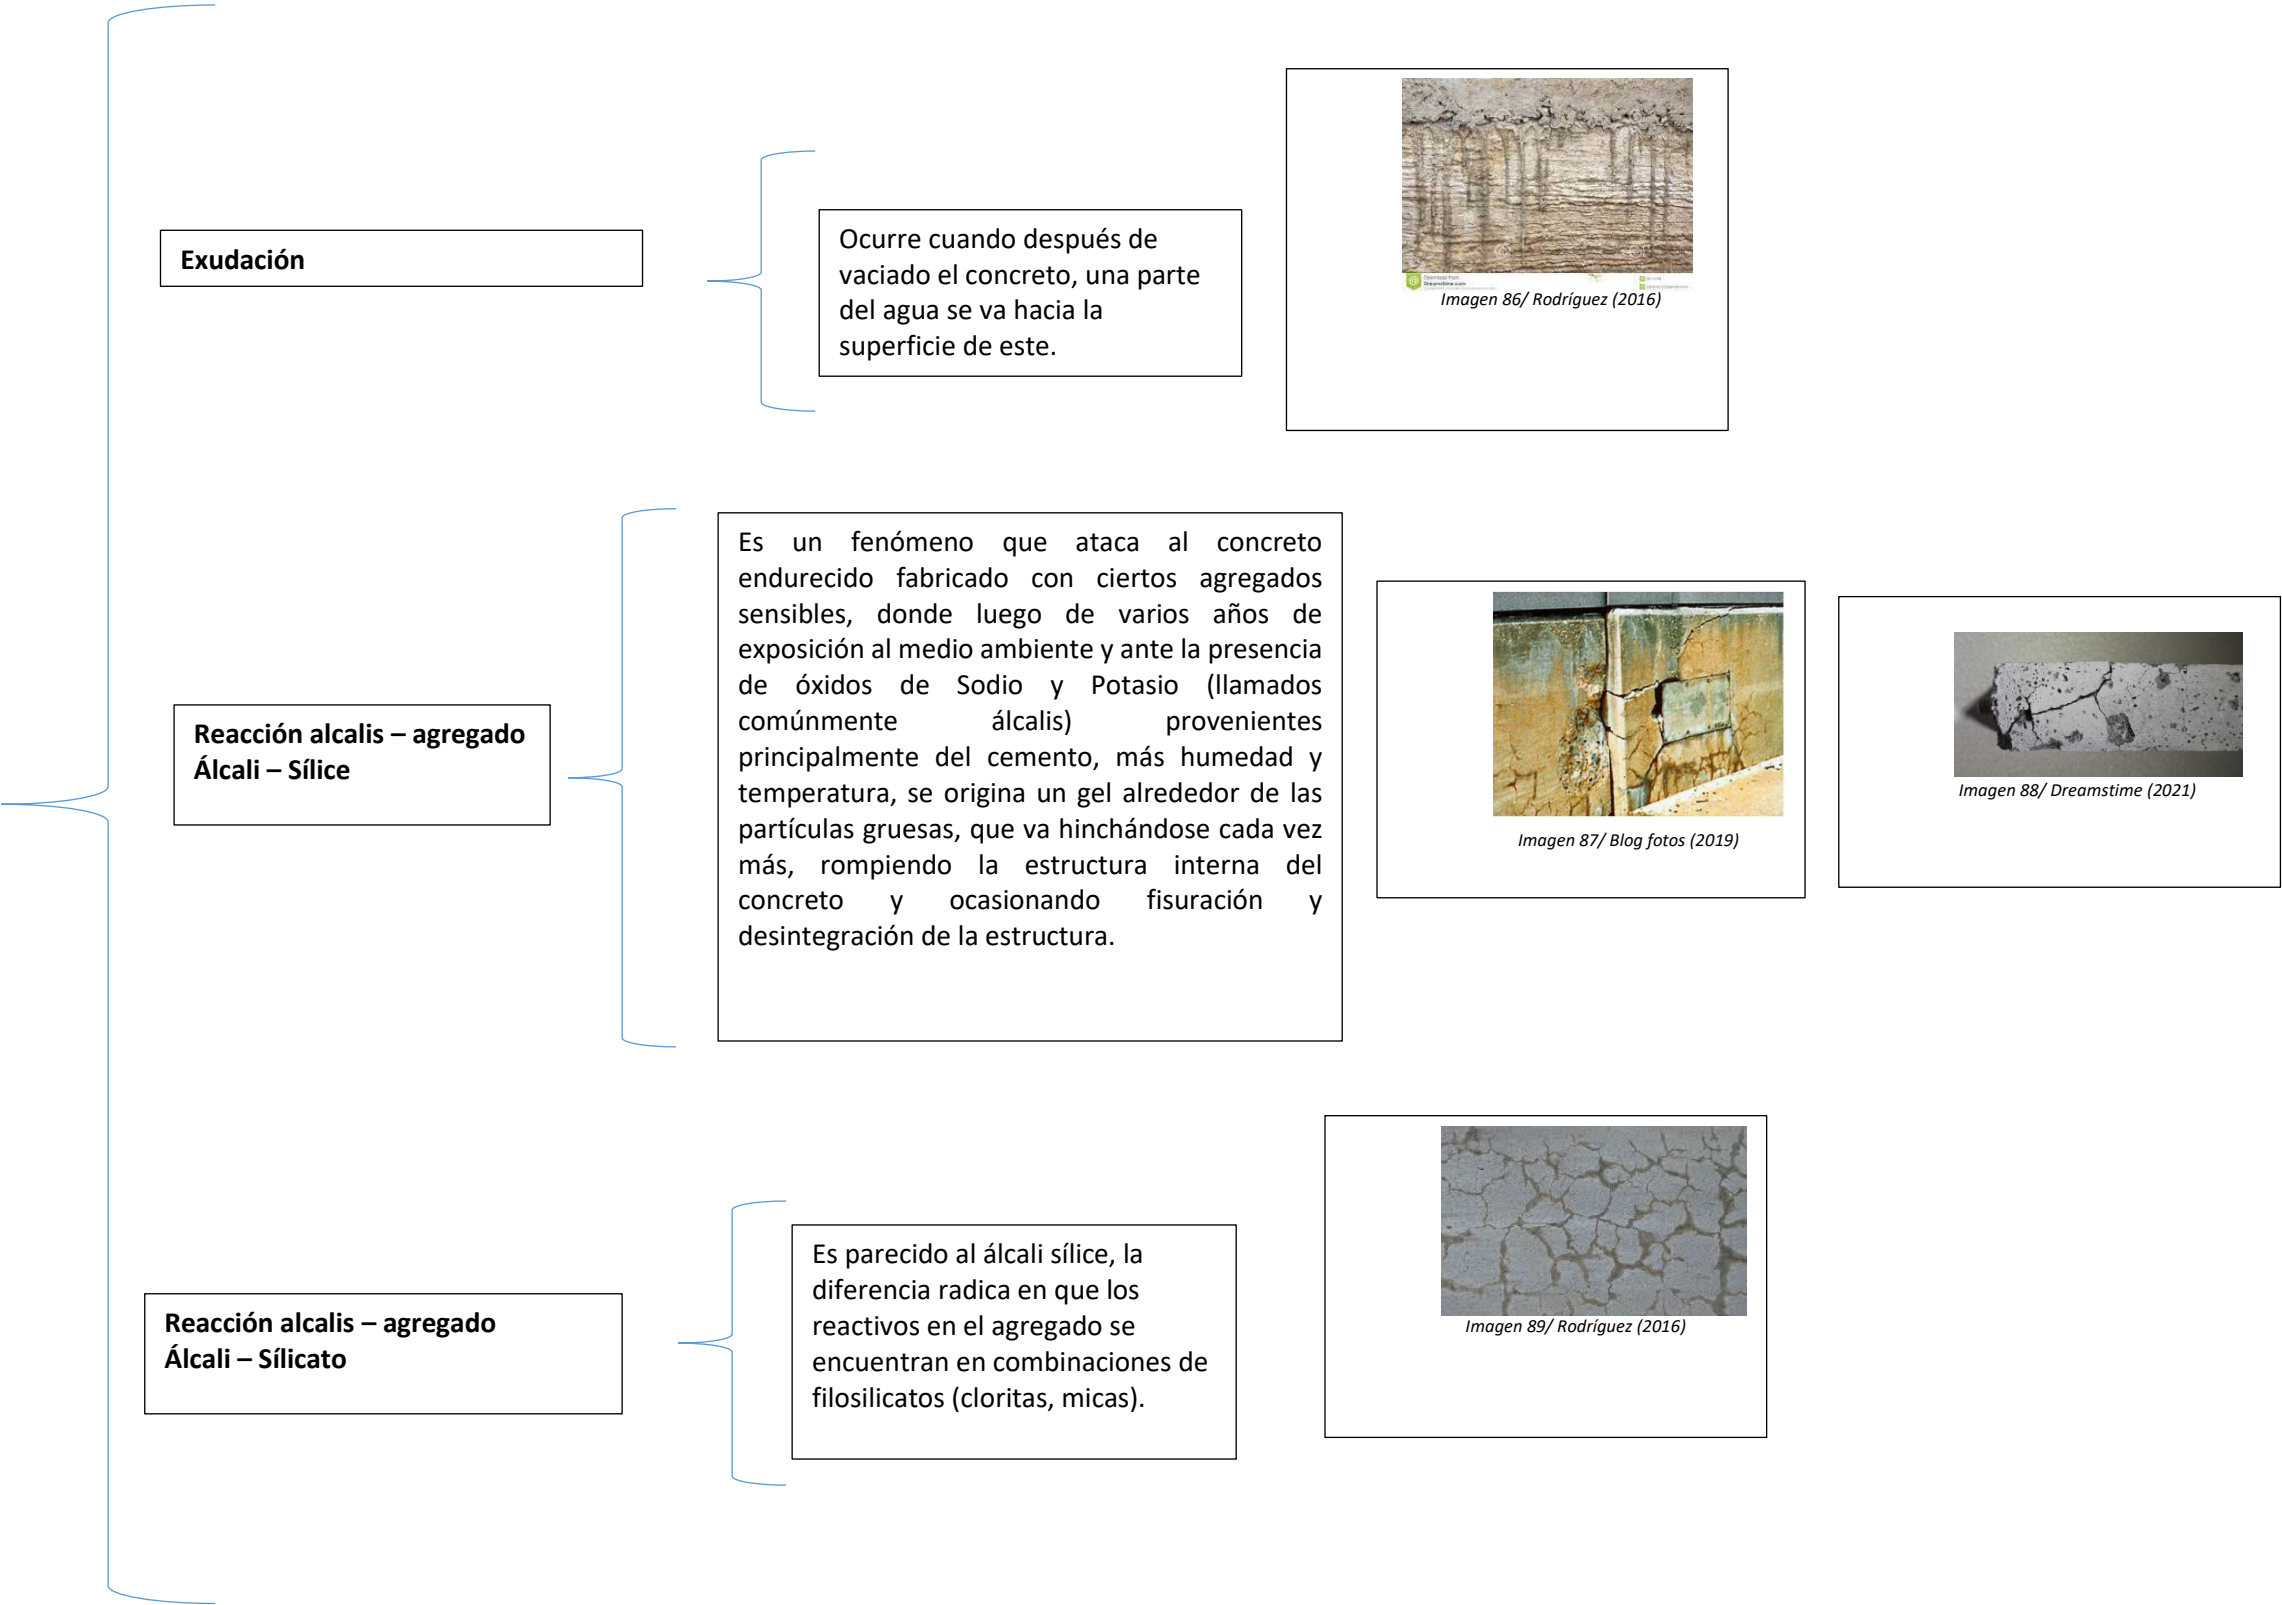 Exudación
Ocurre cuando después de
vaciado el concreto, una parte
del agua se va hacia la
superficie de este.
Download from
Dreamstime.com
Imagen 86/ Rodríguez (2016)
Reacción alcalis – agregado
Álcali – Sílice
Es un fenómeno que ataca al concreto
endurecido fabricado con ciertos agregados
sensibles, donde luego de varios años de
exposición al medio ambiente y ante la presencia
de óxidos de Sodio y Potasio (llamados
comúnmente álcalis) provenientes
principalmente del cemento, más humedad y
temperatura, se origina un gel alrededor de las
partículas gruesas, que va hinchándose cada vez
más, rompiendo la estructura interna del
concreto y ocasionando fisuración y
desintegración de la estructura.
Imagen 87/ Blog fotos (2019)
Imagen 88/ Dreamstime (2021)
Reacción alcalis – agregado
Álcali – Sílicato
Es parecido al álcali sílice, la
diferencia radica en que los
reactivos en el agregado se
encuentran en combinaciones de
filosilicatos (cloritas, micas).
Imagen 89/ Rodríguez (2016)